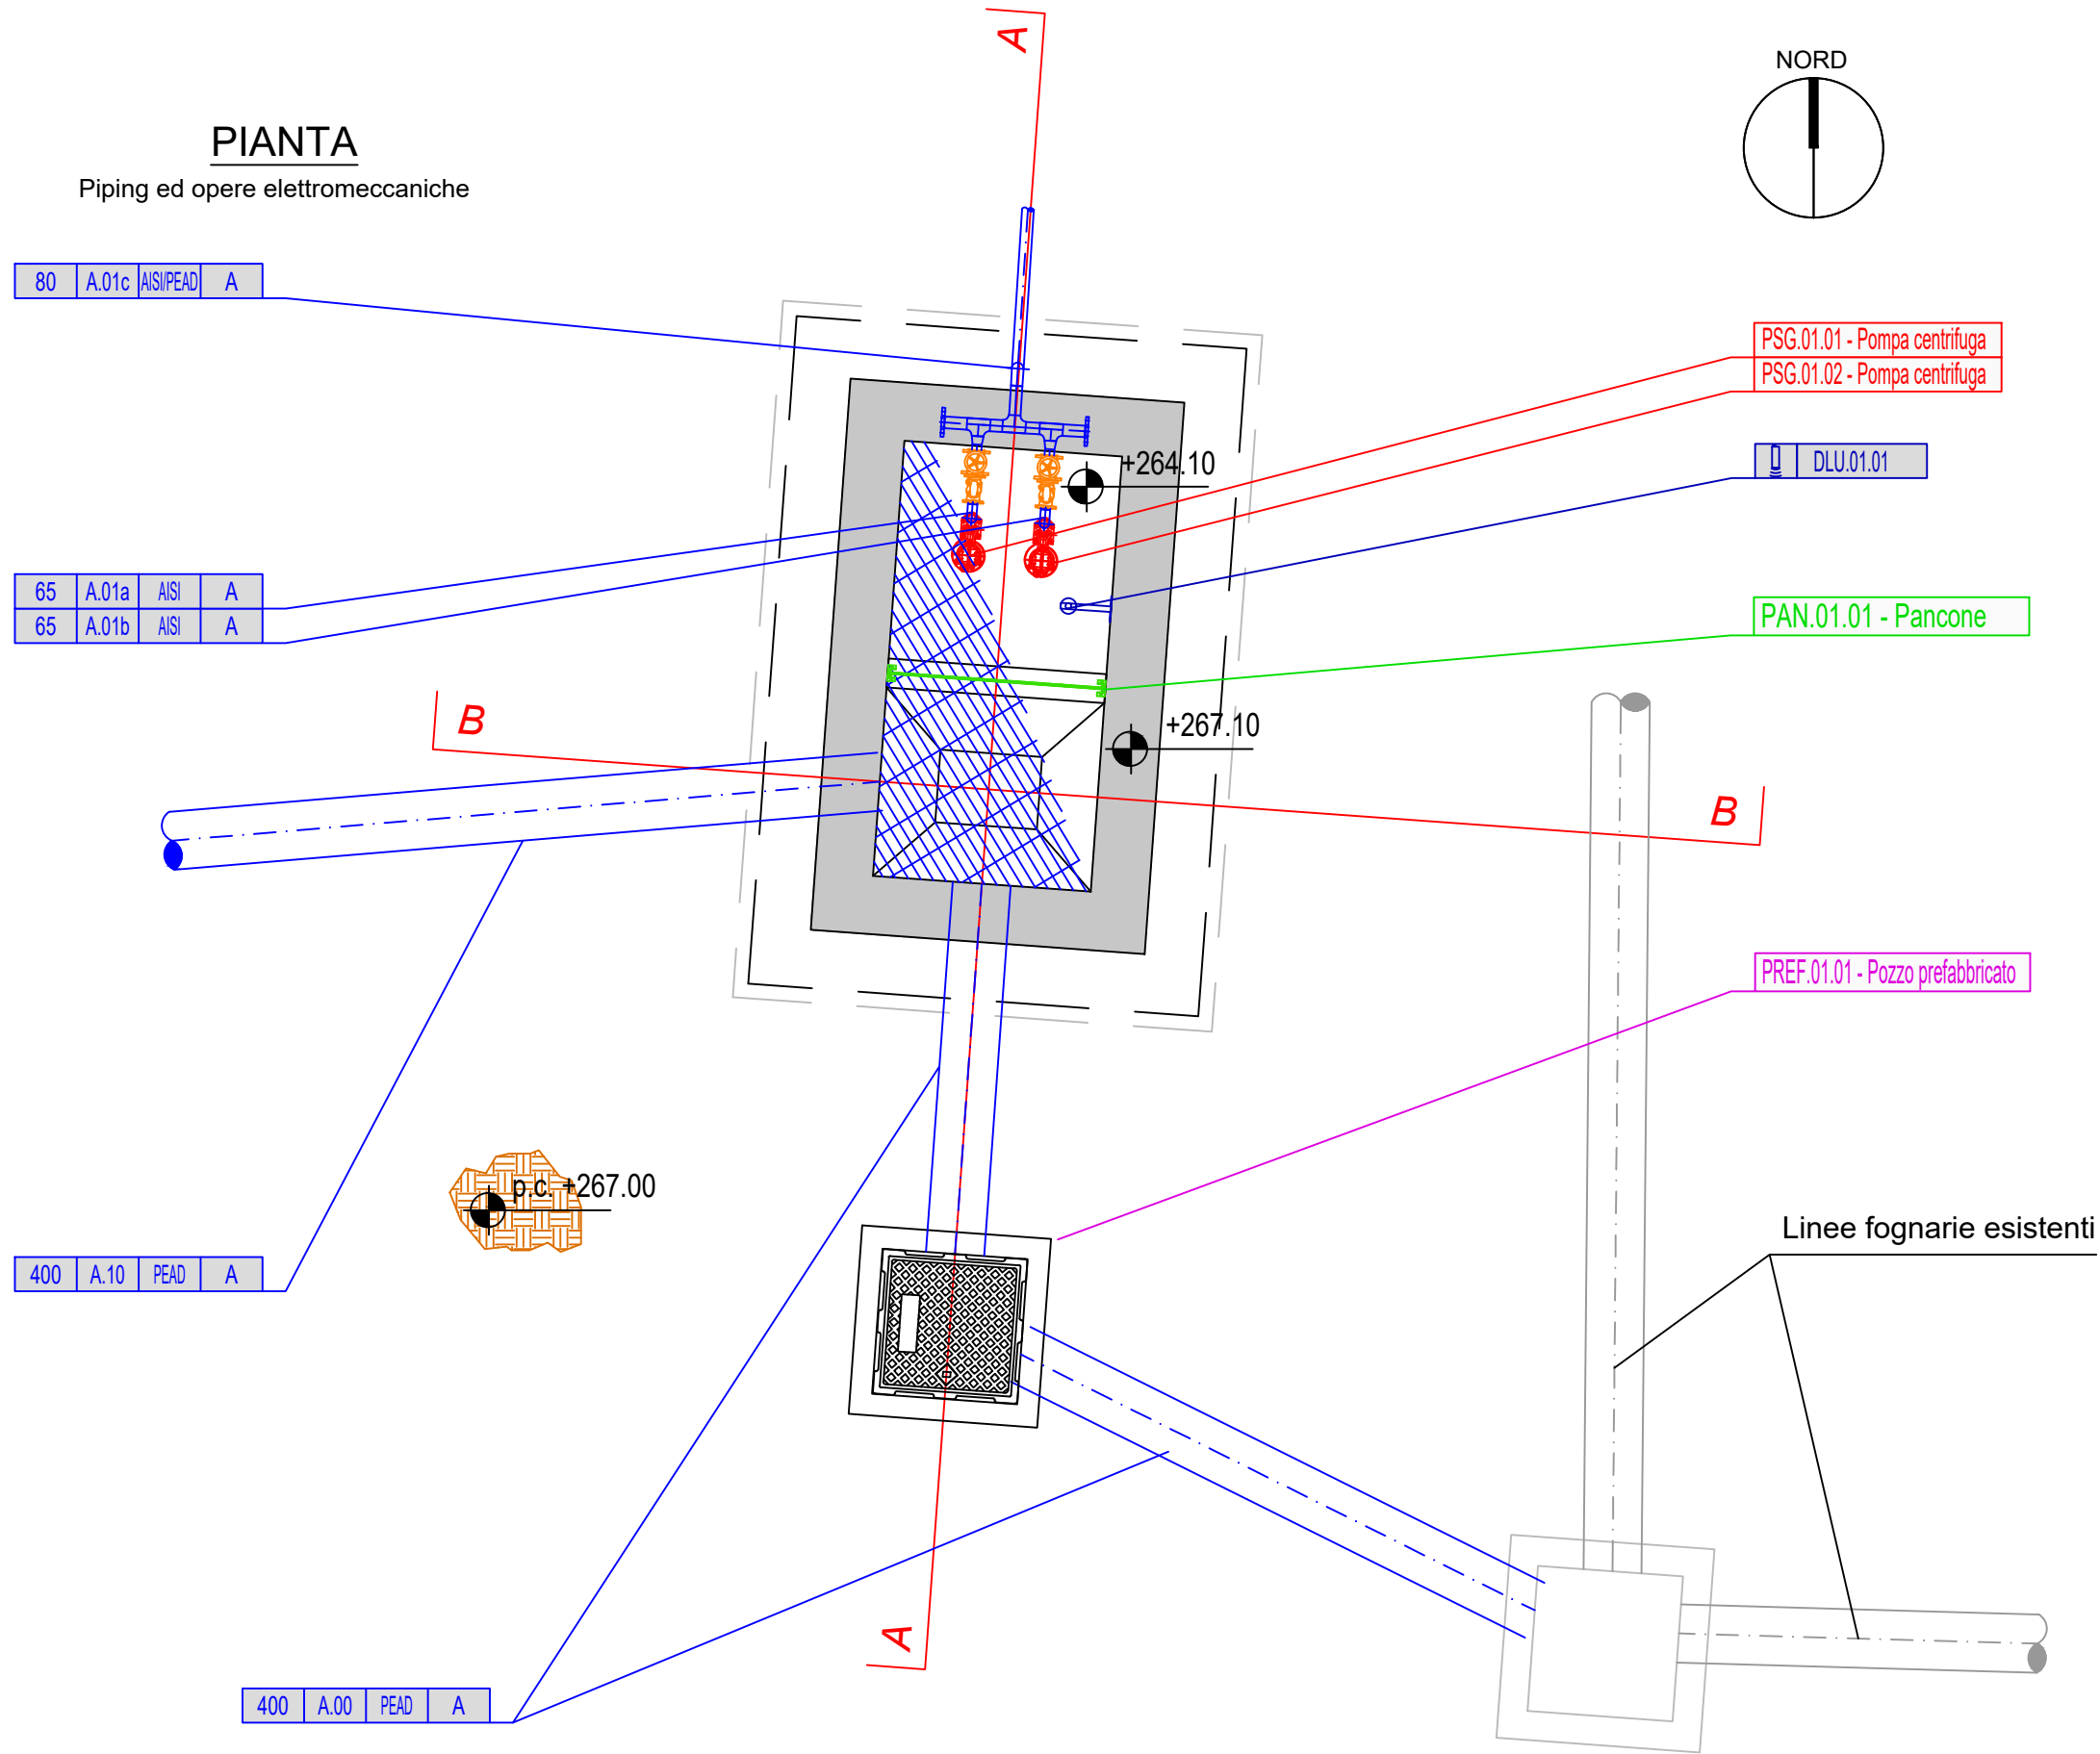 A
NORD
PIANTA
Piping ed opere elettromeccaniche
80 A.01c AISI/PEAD A
PSG.01.01 - Pompa centrifuga
PSG.01.02 - Pompa centrifuga
+264.10
DLU.01.01
65 A.01a AISI A
65 A.01b AISI A
PAN.01.01 - Pancone
B
+267.10
B
PREF.01.01 - Pozzo prefabbricato
p.c. +267.00
Linee fognarie esistenti
400 A.10 PEAD A
A
400 A.00 PEAD A